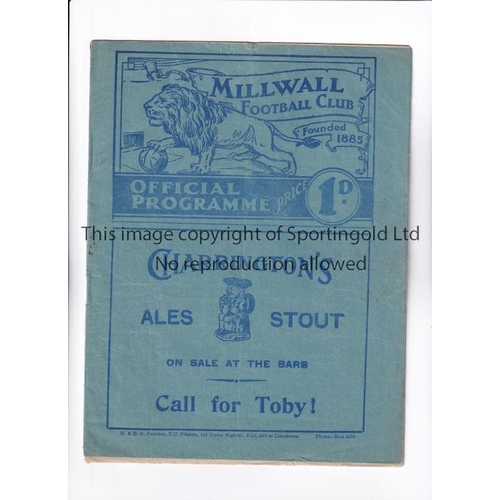 MILLWALL
FOOTBALL CLUB
Founded
1885
OFFICIAL
PROGRAMME
PRICE
1D.
This image copyright of Sportingold Ltd
CHARRINGTON'S
No reproduction allowed
ALES STOUT
ON SALE AT THE BARS
Call for Toby!